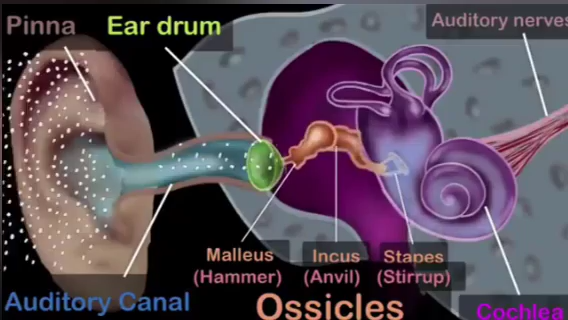 Pinna
Ear drum
Auditory nerves
Malleus
(Hammer)
Incus
(Anvil)
Stapes
(Stirrup)
Auditory Canal
Ossicles
Cochlea